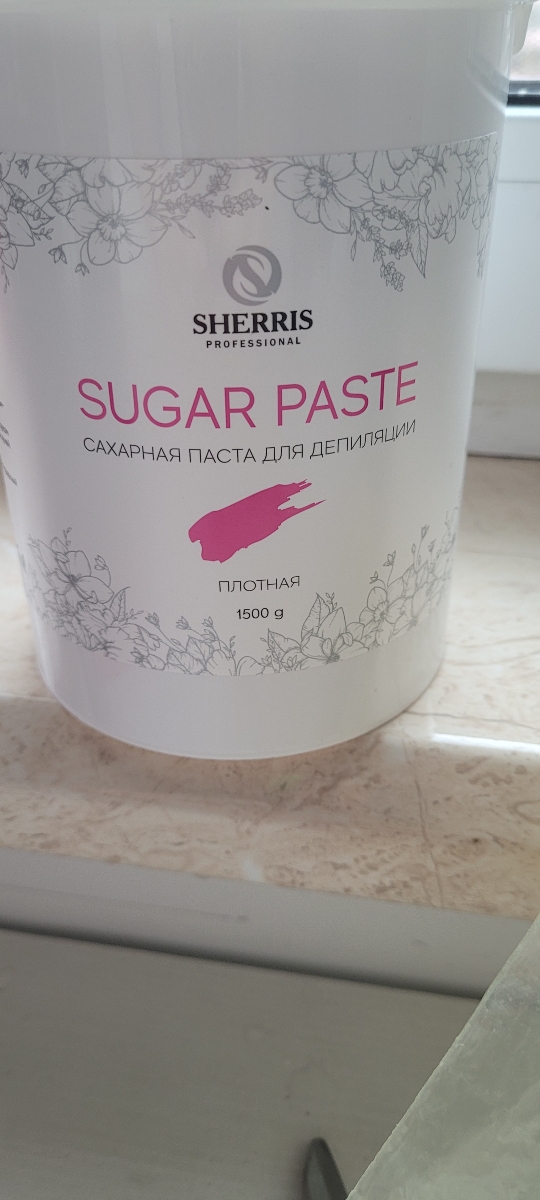 SHERRIS
PROFESSIONAL
SUGAR PASTE
САХАРНАЯ ПАСТА ДЛЯ ДЕПИЛЯЦИИ
ПЛОТНАЯ
1500 g